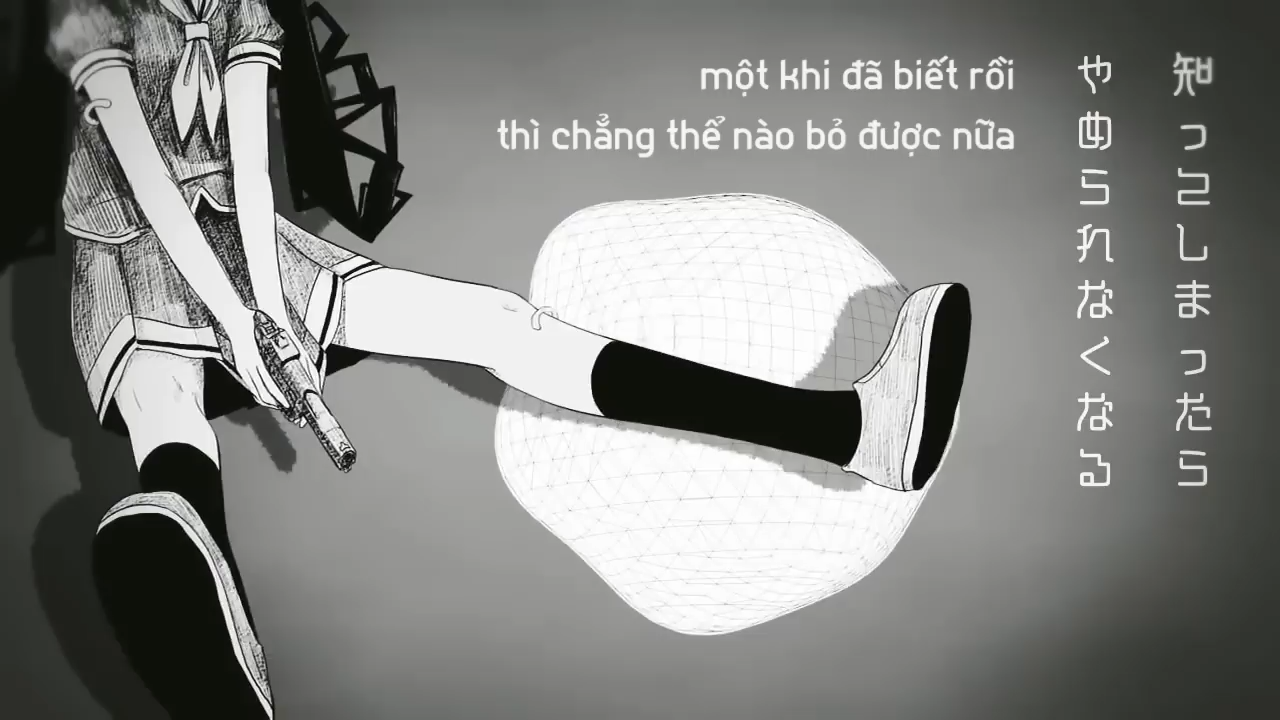 một khi đã biết rồi
thì chẳng thể nào bỏ được nữa
知ってしまったら
やめられなくなる